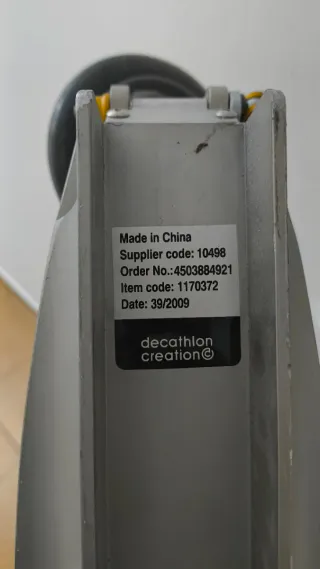 Made in China
Supplier code: 10498
Order No.:4503884921
Item code: 1170372
Date: 39/2009
decathlon
creation©